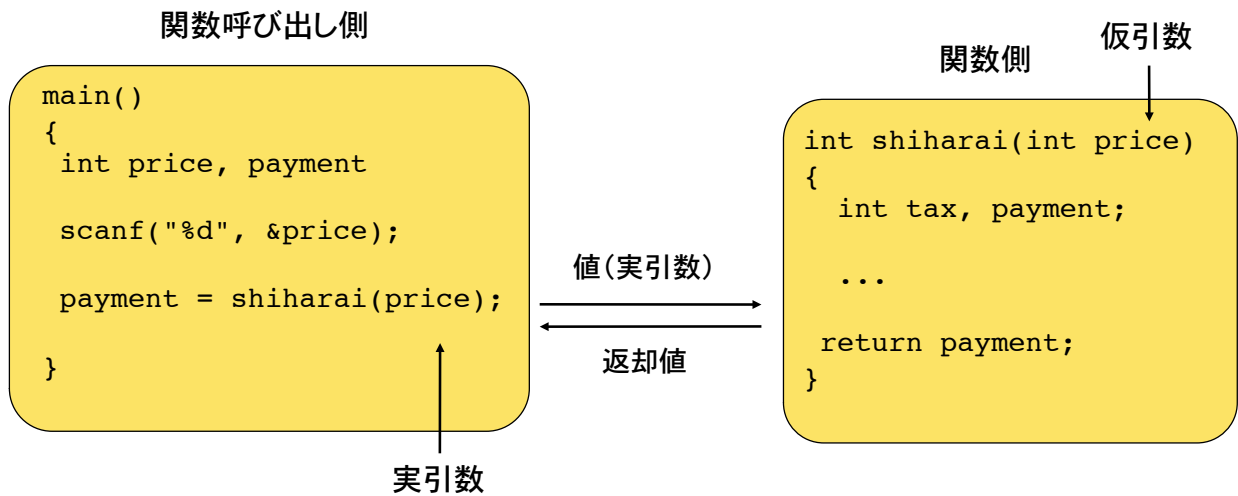 関数呼び出し側
main()
{
int price, payment
scanf("%d", &price);
payment = shiharai(price);
}
実引数
値(実引数)
返却値
関数側
仮引数
int shiharai(int price)
{
int tax, payment;
...
return payment;
}